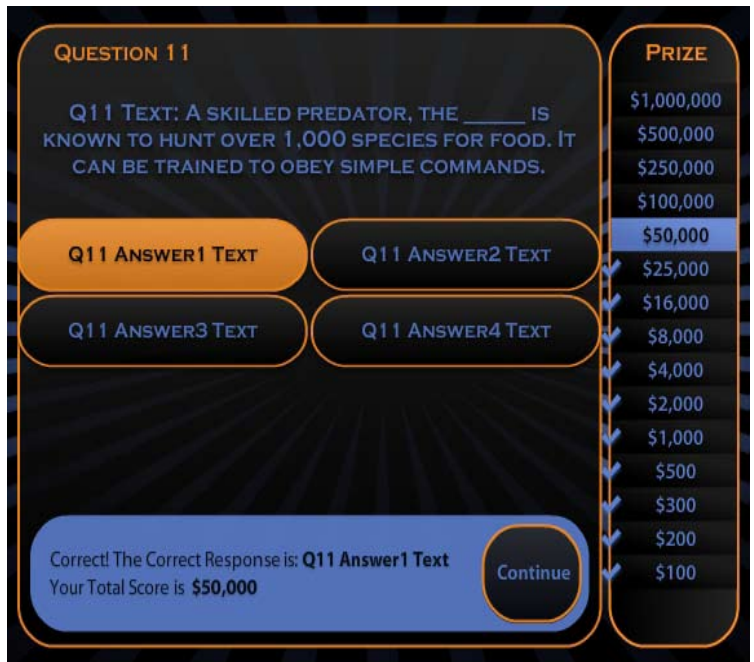 Question 11
Q11 Text: A skilled predator, the _____ is
known to hunt over 1,000 species for food. It
can be trained to obey simple commands.
Q11 Answer1 Text
Q11 Answer2 Text
Q11 Answer3 Text
Q11 Answer4 Text
Correct! The Correct Response is: Q11 Answer1 Text
Your Total Score is $50,000
Continue
Prize
$1,000,000
$500,000
$250,000
$100,000
$50,000
$25,000
$16,000
$8,000
$4,000
$2,000
$1,000
$500
$300
$200
$100